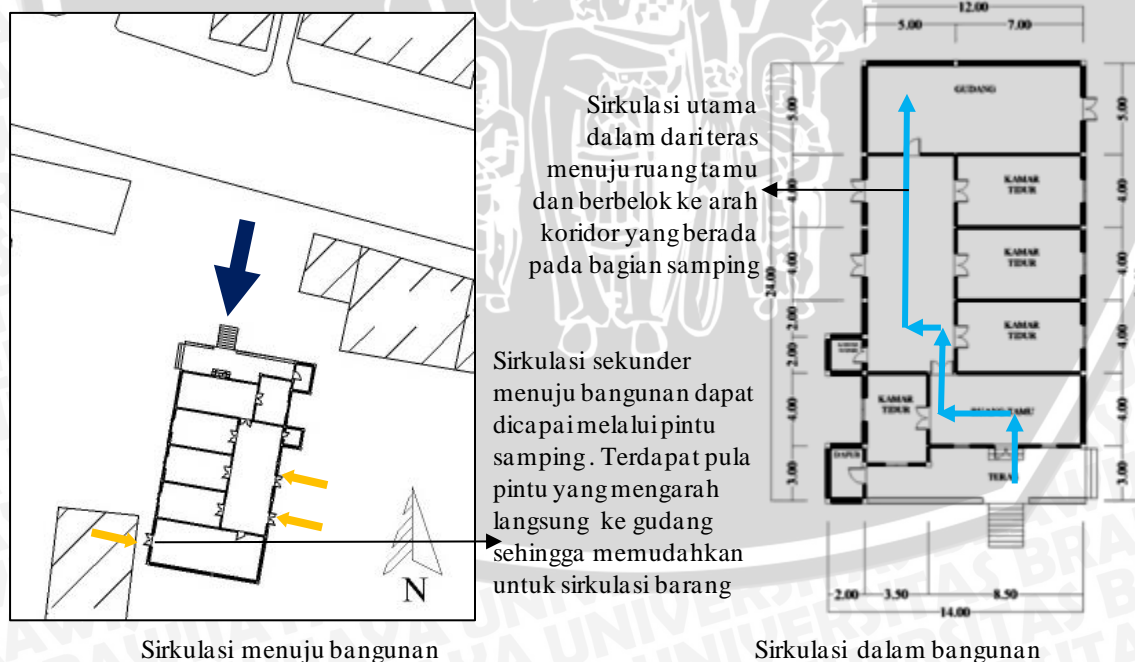 12.00
5.00 7.00
GUDANG
5.00
5.00
Sirkulasi utama
dalam dari teras
menuju ruang tamu
dan berbelok ke arah
koridor yang berada
pada bagian samping
4.00
KAMAR
TIDUR
4.00
4.00
KAMAR
TIDUR
4.00
24.00
2.00
2.00
KAMAR
TIDUR
4.00
Sirkulasi sekunder
menuju bangunan dapat
dicapai melalui pintu
samping. Terdapat pula
pintu yang mengarah
langsung ke gudang
sehingga memudahkan
untuk sirkulasi barang
4.00
KAMAR
TIDUR
RUANG TAMU
4.00
3.00
DAPUR
TERAS
3.00
N
2.00 3.50 8.50
14.00
Sirkulasi menuju bangunan
Sirkulasi dalam bangunan